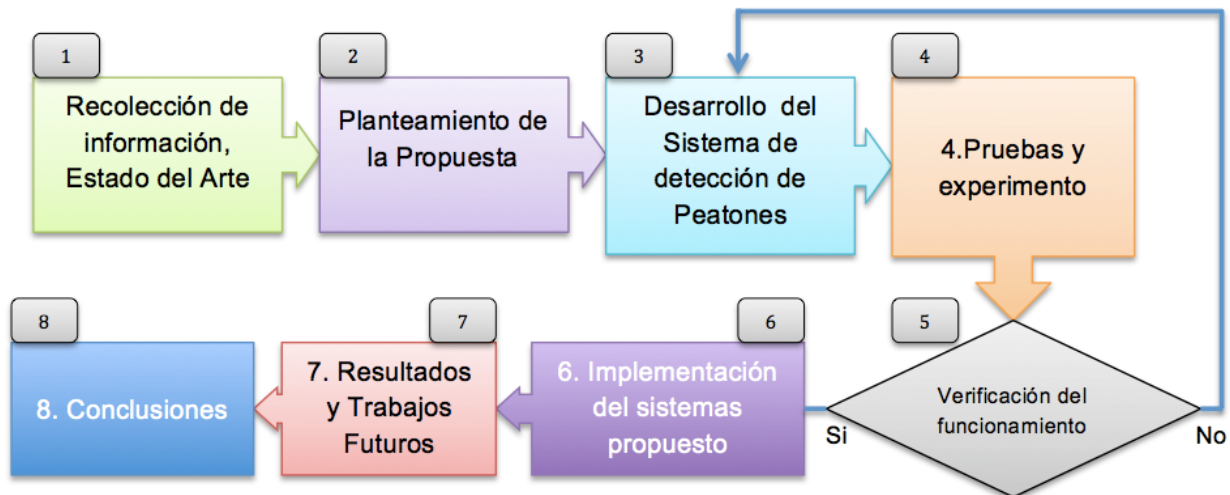 1
Recolección de
información,
Estado del Arte
2
Planteamiento de
la Propuesta
3
Desarrollo del
Sistema de
detección de
Peatones
4
4.Pruebas y
experimento
5
Verificación del
funcionamiento
Si
No
6
6. Implementación
del sistemas
propuesto
7
7. Resultados
y Trabajos
Futuros
8
8. Conclusiones